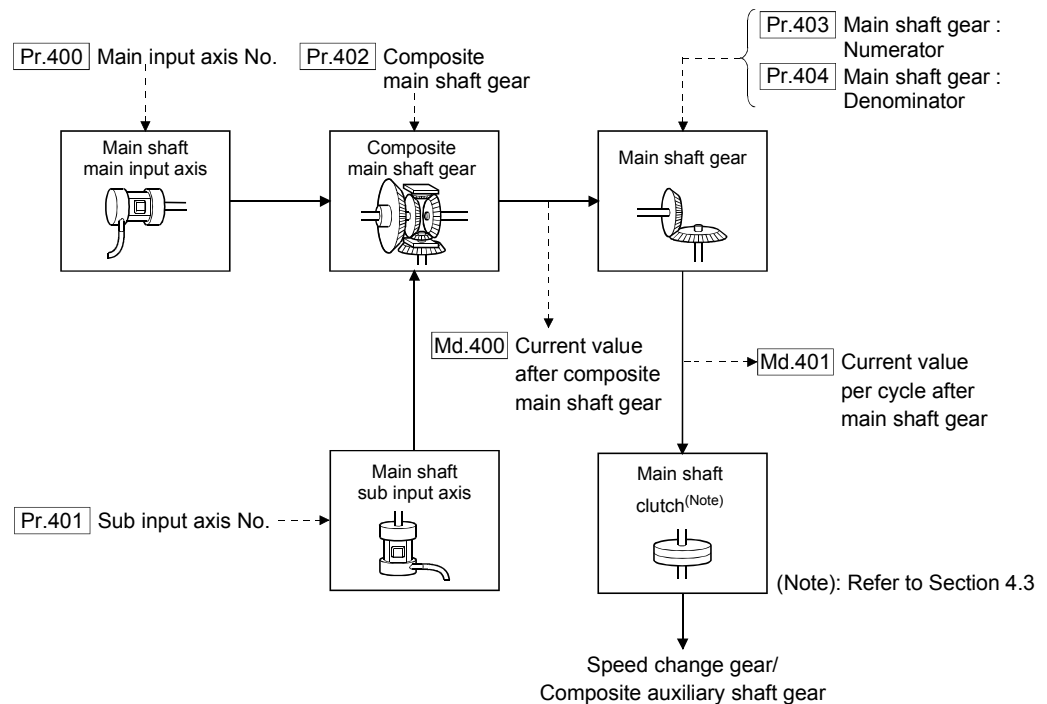 Pr.400 Main input axis No.
Pr.402 Composite
main shaft gear
Pr.403 Main shaft gear :
Numerator
Pr.404 Main shaft gear :
Denominator
Main shaft
main input axis
Composite
main shaft gear
Main shaft gear
Md.400 Current value
after composite
main shaft gear
Md.401 Current value
per cycle after
main shaft gear
Main shaft
sub input axis
Pr.401 Sub input axis No.
Main shaft
clutch(Note)
(Note): Refer to Section 4.3
Speed change gear/
Composite auxiliary shaft gear